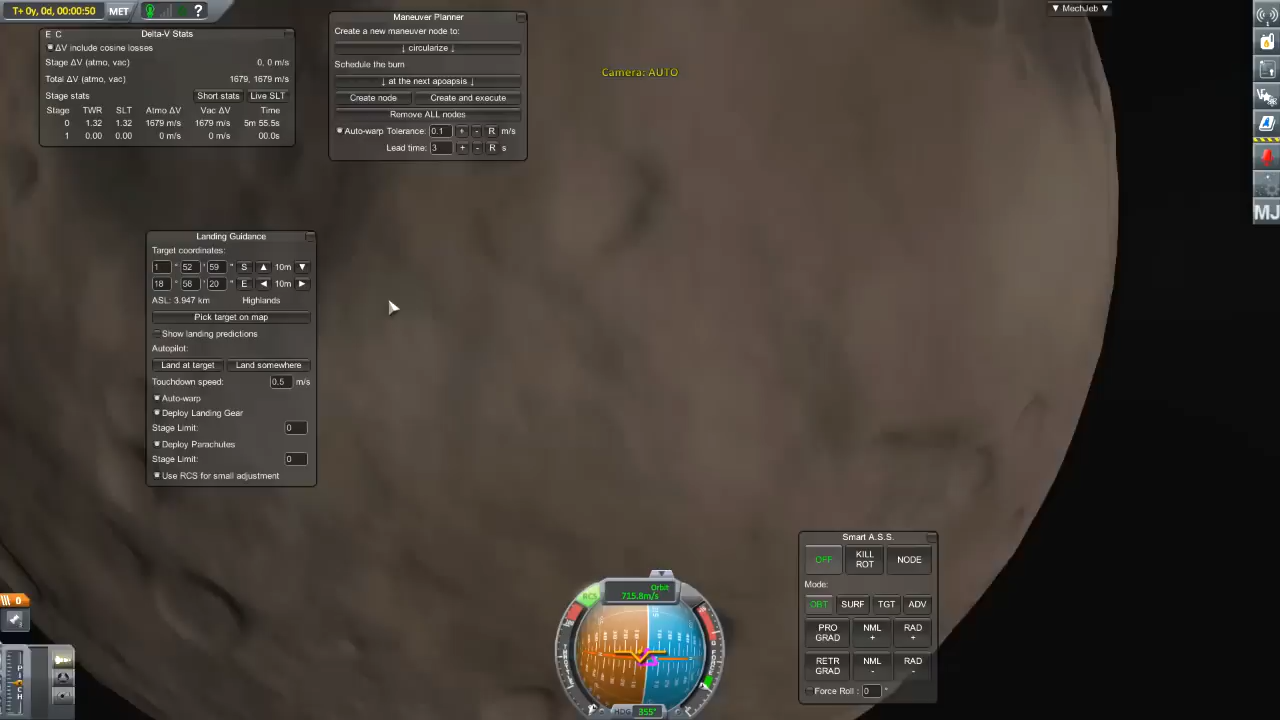 T+ 0y, 0d, 00:00:50 MET ?
E C Delta-V Stats
ΔV include cosine losses
Stage ΔV (atmo, vac) 0, 0 m/s
Total ΔV (atmo, vac) 1679, 1679 m/s
Stage stats Short stats Live SLT
Stage TWR SLT Atmo ΔV Vac ΔV Time
0 1.32 1.32 1679 m/s 1679 m/s 5m 55.5s
1 0.00 0.00 0 m/s 0 m/s 00.0s
Maneuver Planner
Create a new maneuver node to:
↓ circularize ↓
Schedule the burn
↓ at the next apoapsis ↓
Create node Create and execute
Remove ALL nodes
Auto-warp Tolerance: 0.1 + - R m/s
Lead time: 3 + - R s
Camera: AUTO
▼ MechJeb ▼
MJ
Landing Guidance
Target coordinates:
1 ° 52 ' 59 " S ▲ 10m ▼
18 ° 58 ' 20 " E ◀ 10m ▶
ASL: 3.947 km Highlands
Pick target on map
Show landing predictions
Autopilot:
Land at target Land somewhere
Touchdown speed: 0.5 m/s
Auto-warp
Deploy Landing Gear
Stage Limit: 0
Deploy Parachutes
Stage Limit: 0
Use RCS for small adjustment
Smart A.S.S.
OFF KILL ROT NODE
Mode:
OBT SURF TGT ADV
PRO GRAD NML + RAD +
RETR GRAD NML - RAD -
Force Roll : 0 °
Orbit
715.8m/s
RCS
HDG 355°
0
PITCH